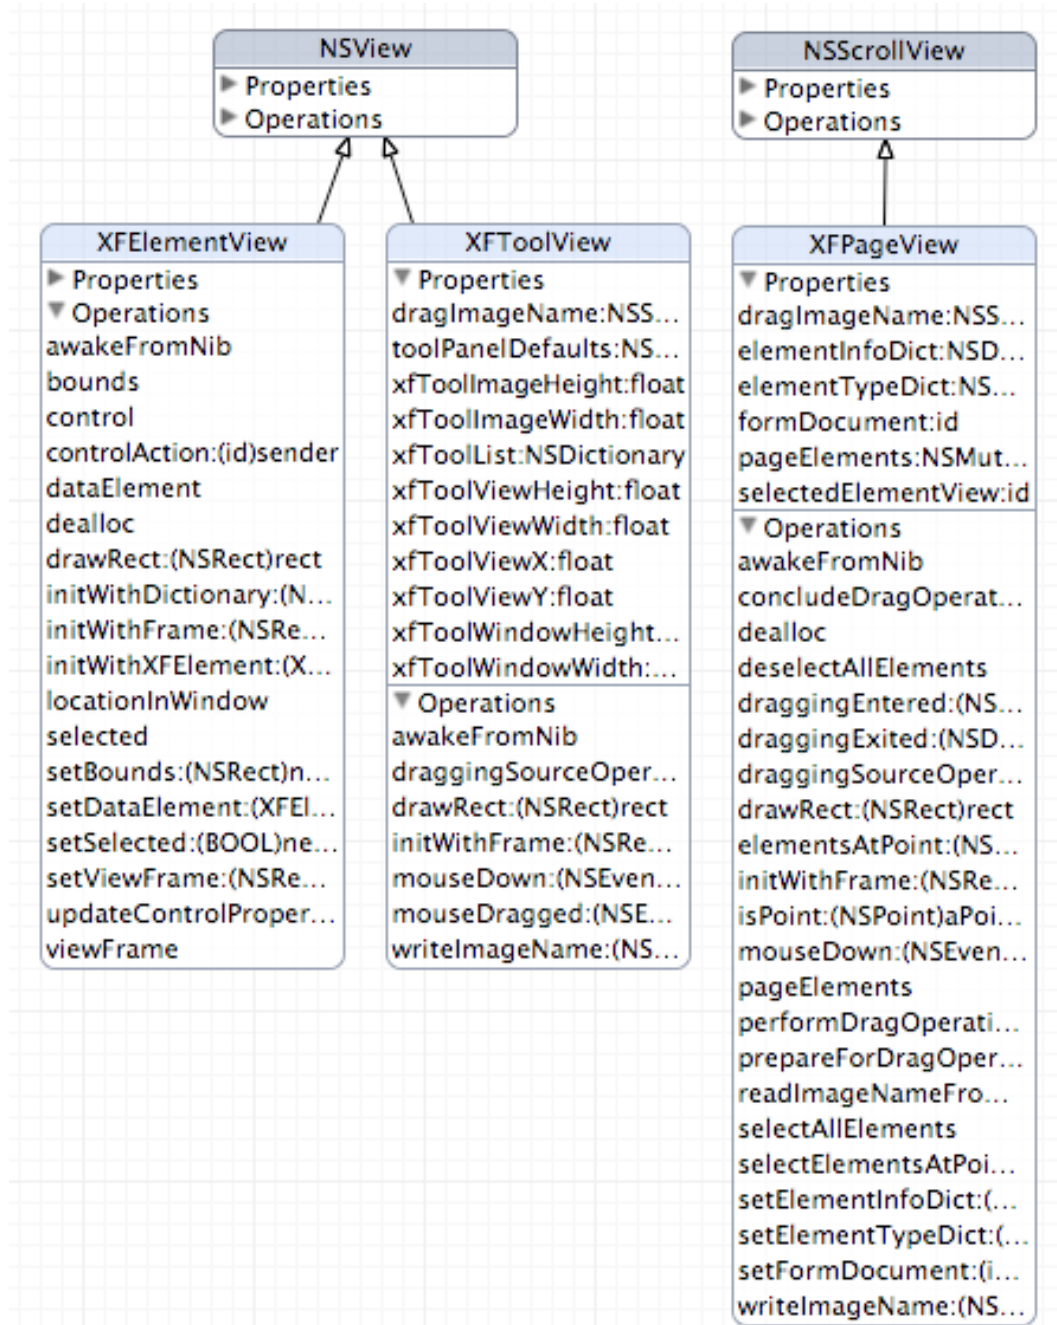 NSView
Properties
Operations
NSScrollView
Properties
Operations
XFElementView
Properties
Operations
awakeFromNib
bounds
control
controlAction:(id)sender
dataElement
dealloc
drawRect:(NSRect)rect
initWithDictionary:(N...
initWithFrame:(NSRe...
initWithXFElement:(X...
locationInWindow
selected
setBounds:(NSRect)n...
setDataElement:(XFEl...
setSelected:(BOOL)ne...
setViewFrame:(NSRe...
updateControlProper...
viewFrame
XFToolView
Properties
dragImageName:NSS...
toolPanelDefaults:NS...
xfToolImageHeight:float
xfToolImageWidth:float
xfToolList:NSDictionary
xfToolViewHeight:float
xfToolViewWidth:float
xfToolViewX:float
xfToolViewY:float
xfToolWindowHeight...
xfToolWindowWidth:...
Operations
awakeFromNib
draggingSourceOper...
drawRect:(NSRect)rect
initWithFrame:(NSRe...
mouseDown:(NSEven...
mouseDragged:(NSE...
writeImageName:(NS...
XFPageView
Properties
dragImageName:NSS...
elementInfoDict:NSD...
elementTypeDict:NS...
formDocument:id
pageElements:NSMut...
selectedElementView:id
Operations
awakeFromNib
concludeDragOperat...
dealloc
deselectAllElements
draggingEntered:(NS...
draggingExited:(NSD...
draggingSourceOper...
drawRect:(NSRect)rect
elementsAtPoint:(NS...
initWithFrame:(NSRe...
isPoint:(NSPoint)aPoi...
mouseDown:(NSEven...
pageElements
performDragOperati...
prepareForDragOper...
readImageNameFro...
selectAllElements
selectElementsAtPoi...
setElementInfoDict:(...
setElementTypeDict:(...
setFormDocument:(i...
writeImageName:(NS...